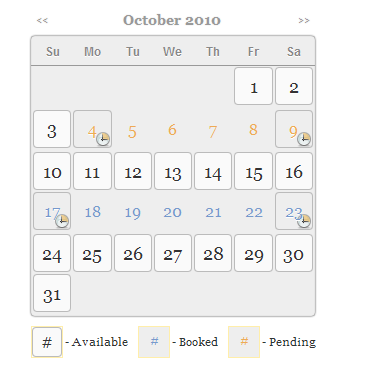 << October 2010 >>
Su Mo Tu We Th Fr Sa
1 2
3 4 5 6 7 8 9
10 11 12 13 14 15 16
17 18 19 20 21 22 23
24 25 26 27 28 29 30
31
# - Available # - Booked # - Pending